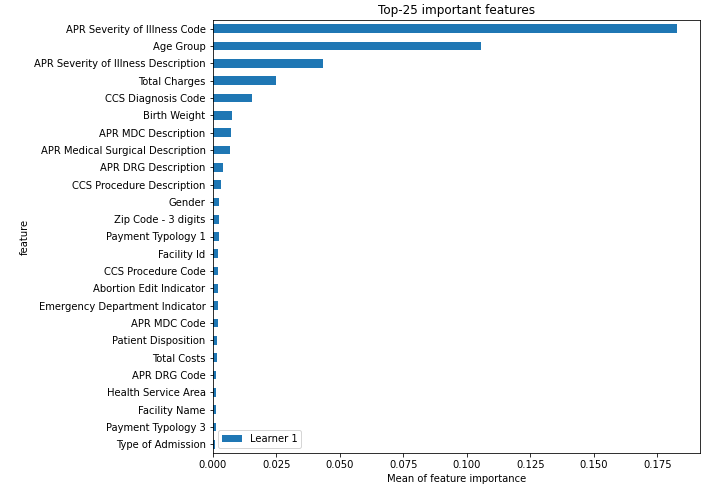 Top-25 important features
APR Severity of Illness Code
Age Group
APR Severity of Illness Description
Total Charges
CCS Diagnosis Code
Birth Weight
APR MDC Description
APR Medical Surgical Description
APR DRG Description
CCS Procedure Description
Gender
Zip Code - 3 digits
Payment Typology 1
Facility Id
CCS Procedure Code
Abortion Edit Indicator
Emergency Department Indicator
APR MDC Code
Patient Disposition
Total Costs
APR DRG Code
Health Service Area
Facility Name
Payment Typology 3
Type of Admission
feature
Learner 1
0.000 0.025 0.050 0.075 0.100 0.125 0.150 0.175
Mean of feature importance